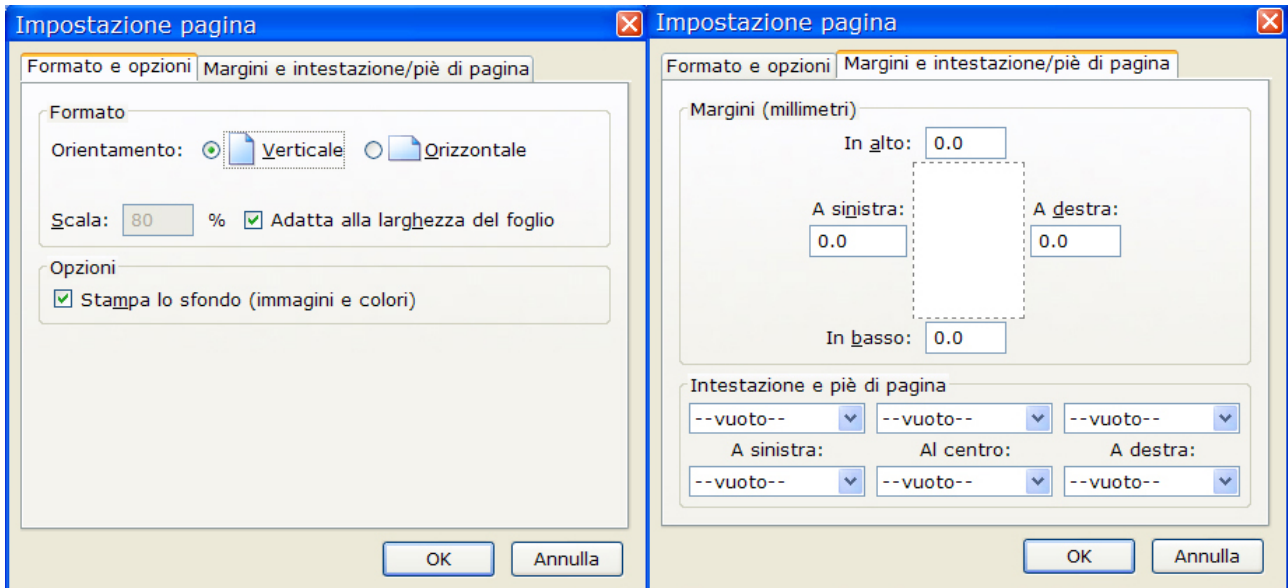 Impostazione pagina
Formato e opzioni Margini e intestazione/piè di pagina
Formato
Orientamento: Verticale Orizzontale
Scala: 80 % Adatta alla larghezza del foglio
Opzioni
Stampa lo sfondo (immagini e colori)
OK Annulla
Impostazione pagina
Formato e opzioni Margini e intestazione/piè di pagina
Margini (millimetri)
In alto: 0.0
A sinistra: A destra:
0.0 0.0
In basso: 0.0
Intestazione e piè di pagina
--vuoto-- --vuoto-- --vuoto--
A sinistra: Al centro: A destra:
--vuoto-- --vuoto-- --vuoto--
OK Annulla